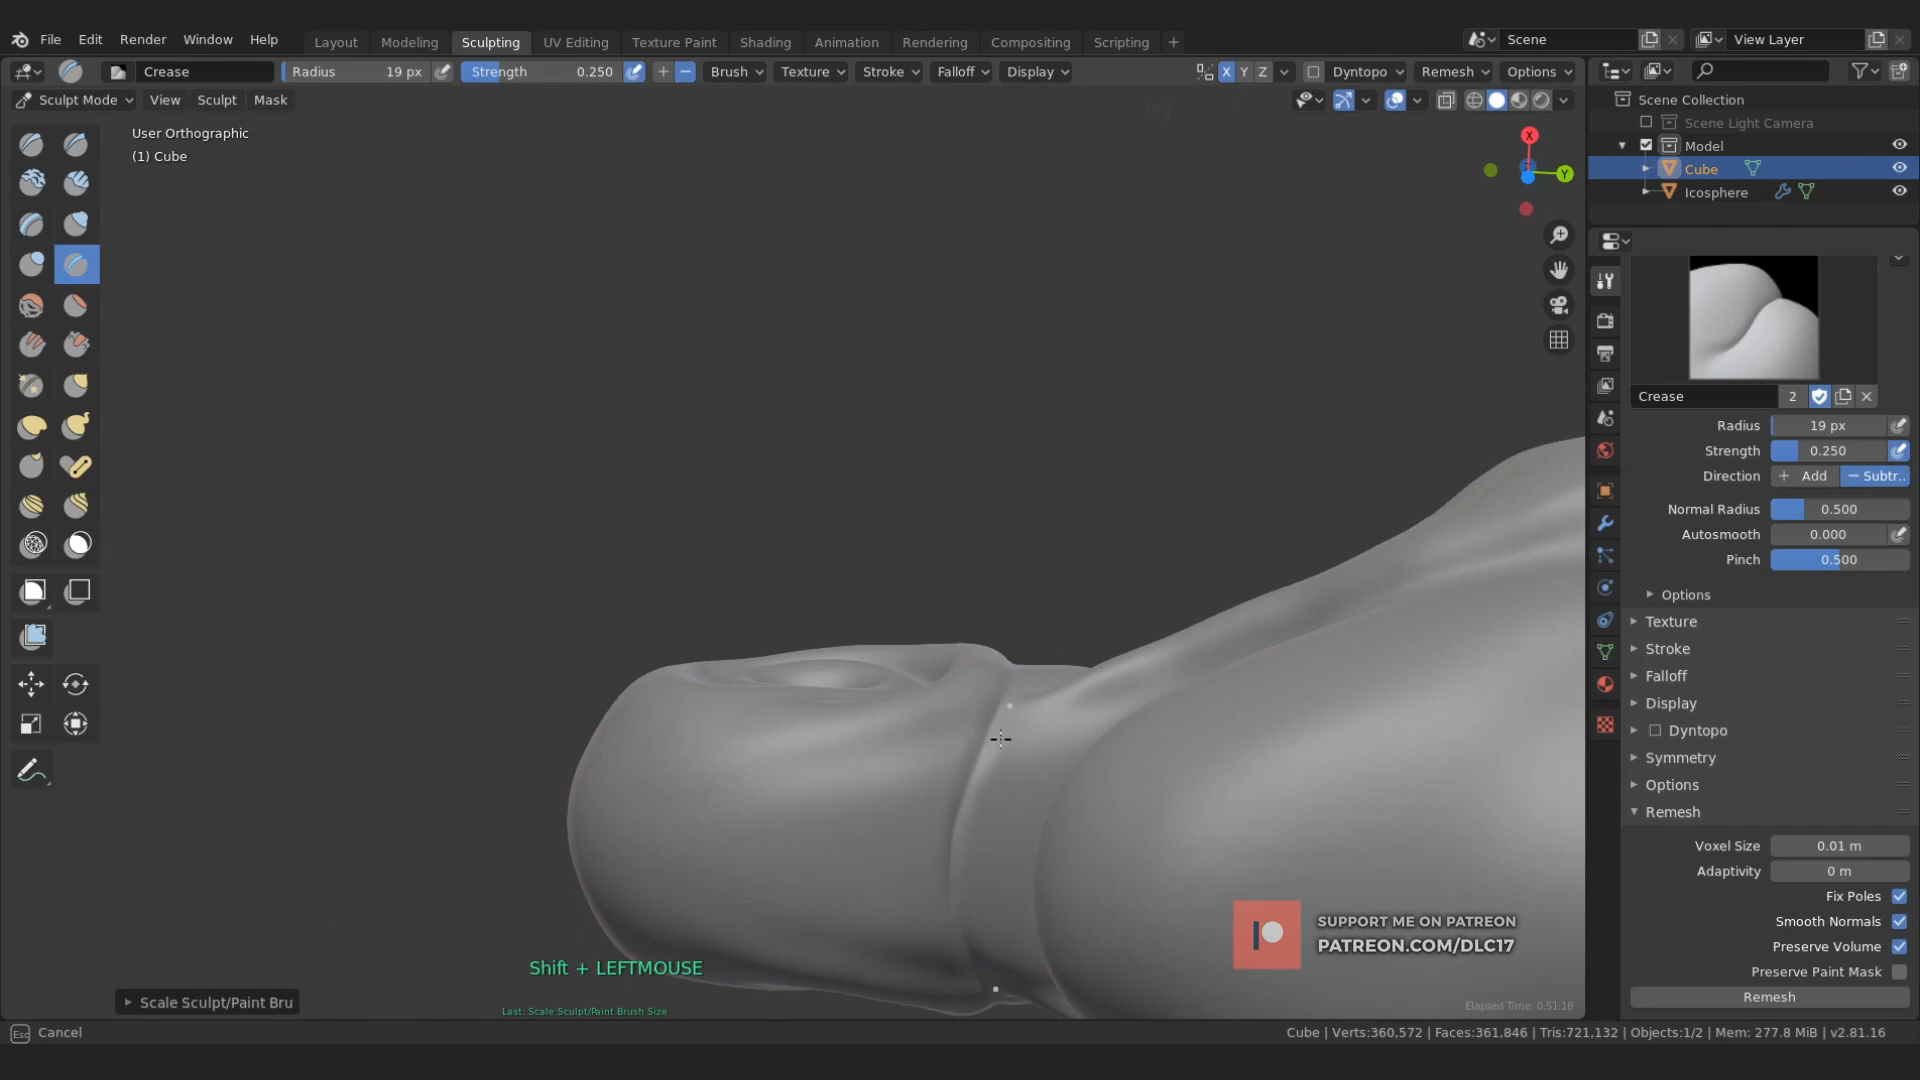 File Edit Render Window Help Layout Modeling Sculpting UV Editing Texture Paint Shading Animation Rendering Compositing Scripting + Scene View Layer
Crease Radius 19 px Strength 0.250 Brush Texture Stroke Falloff Display X Y Z Dyntopo Remesh Options
Sculpt Mode View Sculpt Mask
Scene Collection
Scene Light Camera
Model
Cube
Icosphere
User Orthographic
(1) Cube
X
Y
Crease 2
Radius 19 px
Strength 0.250
Direction + Add − Subtr..
Normal Radius 0.500
Autosmooth 0.000
Pinch 0.500
Options
Texture
Stroke
Falloff
Display
Dyntopo
Symmetry
Options
Remesh
Voxel Size 0.01 m
Adaptivity 0 m
Fix Poles
Smooth Normals
Preserve Volume
Preserve Paint Mask
Remesh
SUPPORT ME ON PATREON
PATREON.COM/DLC17
Shift + LEFTMOUSE
Scale Sculpt/Paint Bru
Last: Scale Sculpt/Paint Brush Size
Elapsed Time: 0:51:18
Esc Cancel
Cube | Verts:360,572 | Faces:361,846 | Tris:721,132 | Objects:1/2 | Mem: 277.8 MiB | v2.81.16